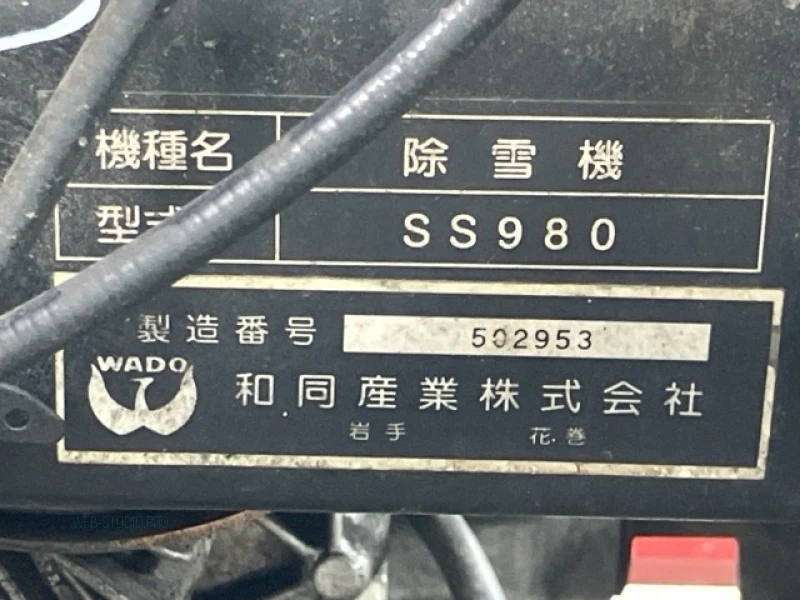 機種名 除雪機
型式 SS980
製造番号 502953
WADO 和同産業株式会社
岩手 花巻